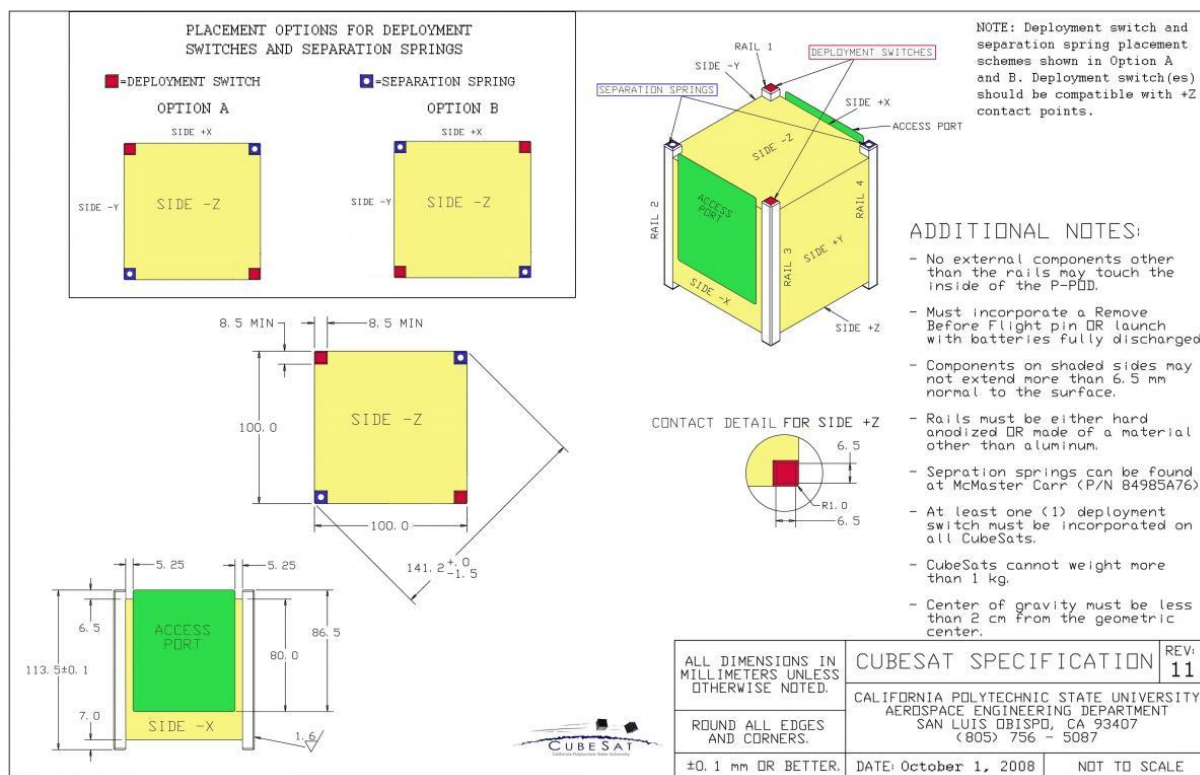 PLACEMENT OPTIONS FOR DEPLOYMENT
SWITCHES AND SEPARATION SPRINGS
=DEPLOYMENT SWITCH
=SEPARATION SPRING
OPTION A
OPTION B
SIDE +X
SIDE -Y
SIDE -Z
SIDE +X
SIDE -Y
SIDE -Z
RAIL 1
DEPLOYMENT SWITCHES
SIDE -Y
SEPARATION SPRINGS
SIDE +X
ACCESS PORT
SIDE -Z
ACCESS
PORT
RAIL 2
RAIL 3
RAIL 4
SIDE +Y
SIDE -X
SIDE +Z
NOTE: Deployment switch and
separation spring placement
schemes shown in Option A
and B. Deployment switch(es)
should be compatible with +Z
contact points.
8.5 MIN
8.5 MIN
SIDE -Z
100.0
100.0
141.2 +.0
-1.5
CONTACT DETAIL FOR SIDE +Z
6.5
R1.0
6.5
ADDITIONAL NOTES:
- No external components other
than the rails may touch the
inside of the P-POD.
- Must incorporate a Remove
Before Flight pin OR launch
with batteries fully discharged
- Components on shaded sides may
not extend more than 6.5 mm
normal to the surface.
- Rails must be either hard
anodized OR made of a material
other than aluminum.
- Sepration springs can be found
at McMaster Carr (P/N 84985A76)
- At least one (1) deployment
switch must be incorporated on
all CubeSats.
- CubeSats cannot weight more
than 1 kg.
- Center of gravity must be less
than 2 cm from the geometric
center.
5.25
5.25
6.5
ACCESS
PORT
86.5
80.0
113.5±0.1
7.0
SIDE -X
1.6
CUBESAT
ALL DIMENSIONS IN
MILLIMETERS UNLESS
OTHERWISE NOTED.
CUBESAT SPECIFICATION
REV:
11
ROUND ALL EDGES
AND CORNERS.
CALIFORNIA POLYTECHNIC STATE UNIVERSITY
AEROSPACE ENGINEERING DEPARTMENT
SAN LUIS OBISPO, CA 93407
(805) 756 - 5087
±0.1 mm OR BETTER.
DATE: October 1, 2008
NOT TO SCALE